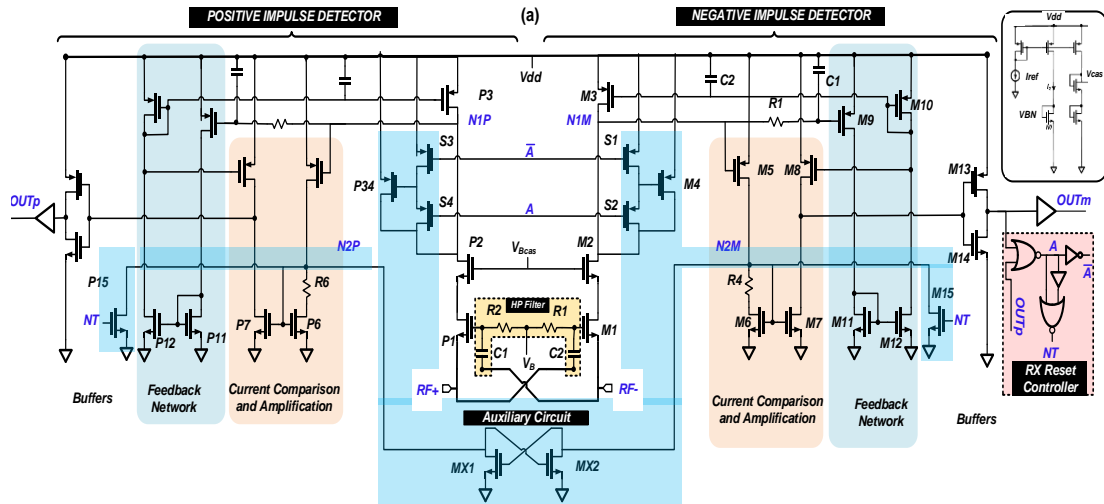 POSITIVE IMPULSE DETECTOR
(a)
NEGATIVE IMPULSE DETECTOR
Vdd
Iref
Vcas
VBN
Vdd
P3
M3
C2
C1
N1P
N1M
R1
M9
M10
S3
A
S1
P34
M5
M8
M4
S4
A
S2
M13
OUTp
OUTm
P2
VBcas
M2
N2P
N2M
M14
A
A
P15
R6
HP Filter
R4
M15
NT
R2
R1
NT
OUTp
P12
P11
P7
P6
P1
M1
M6
M7
M11
M12
C1
VB
C2
NT
RX Reset
Controller
RF+
RF-
Buffers
Feedback
Network
Current Comparison
and Amplification
Auxiliary Circuit
Current Comparison
and Amplification
Feedback
Network
Buffers
MX1
MX2